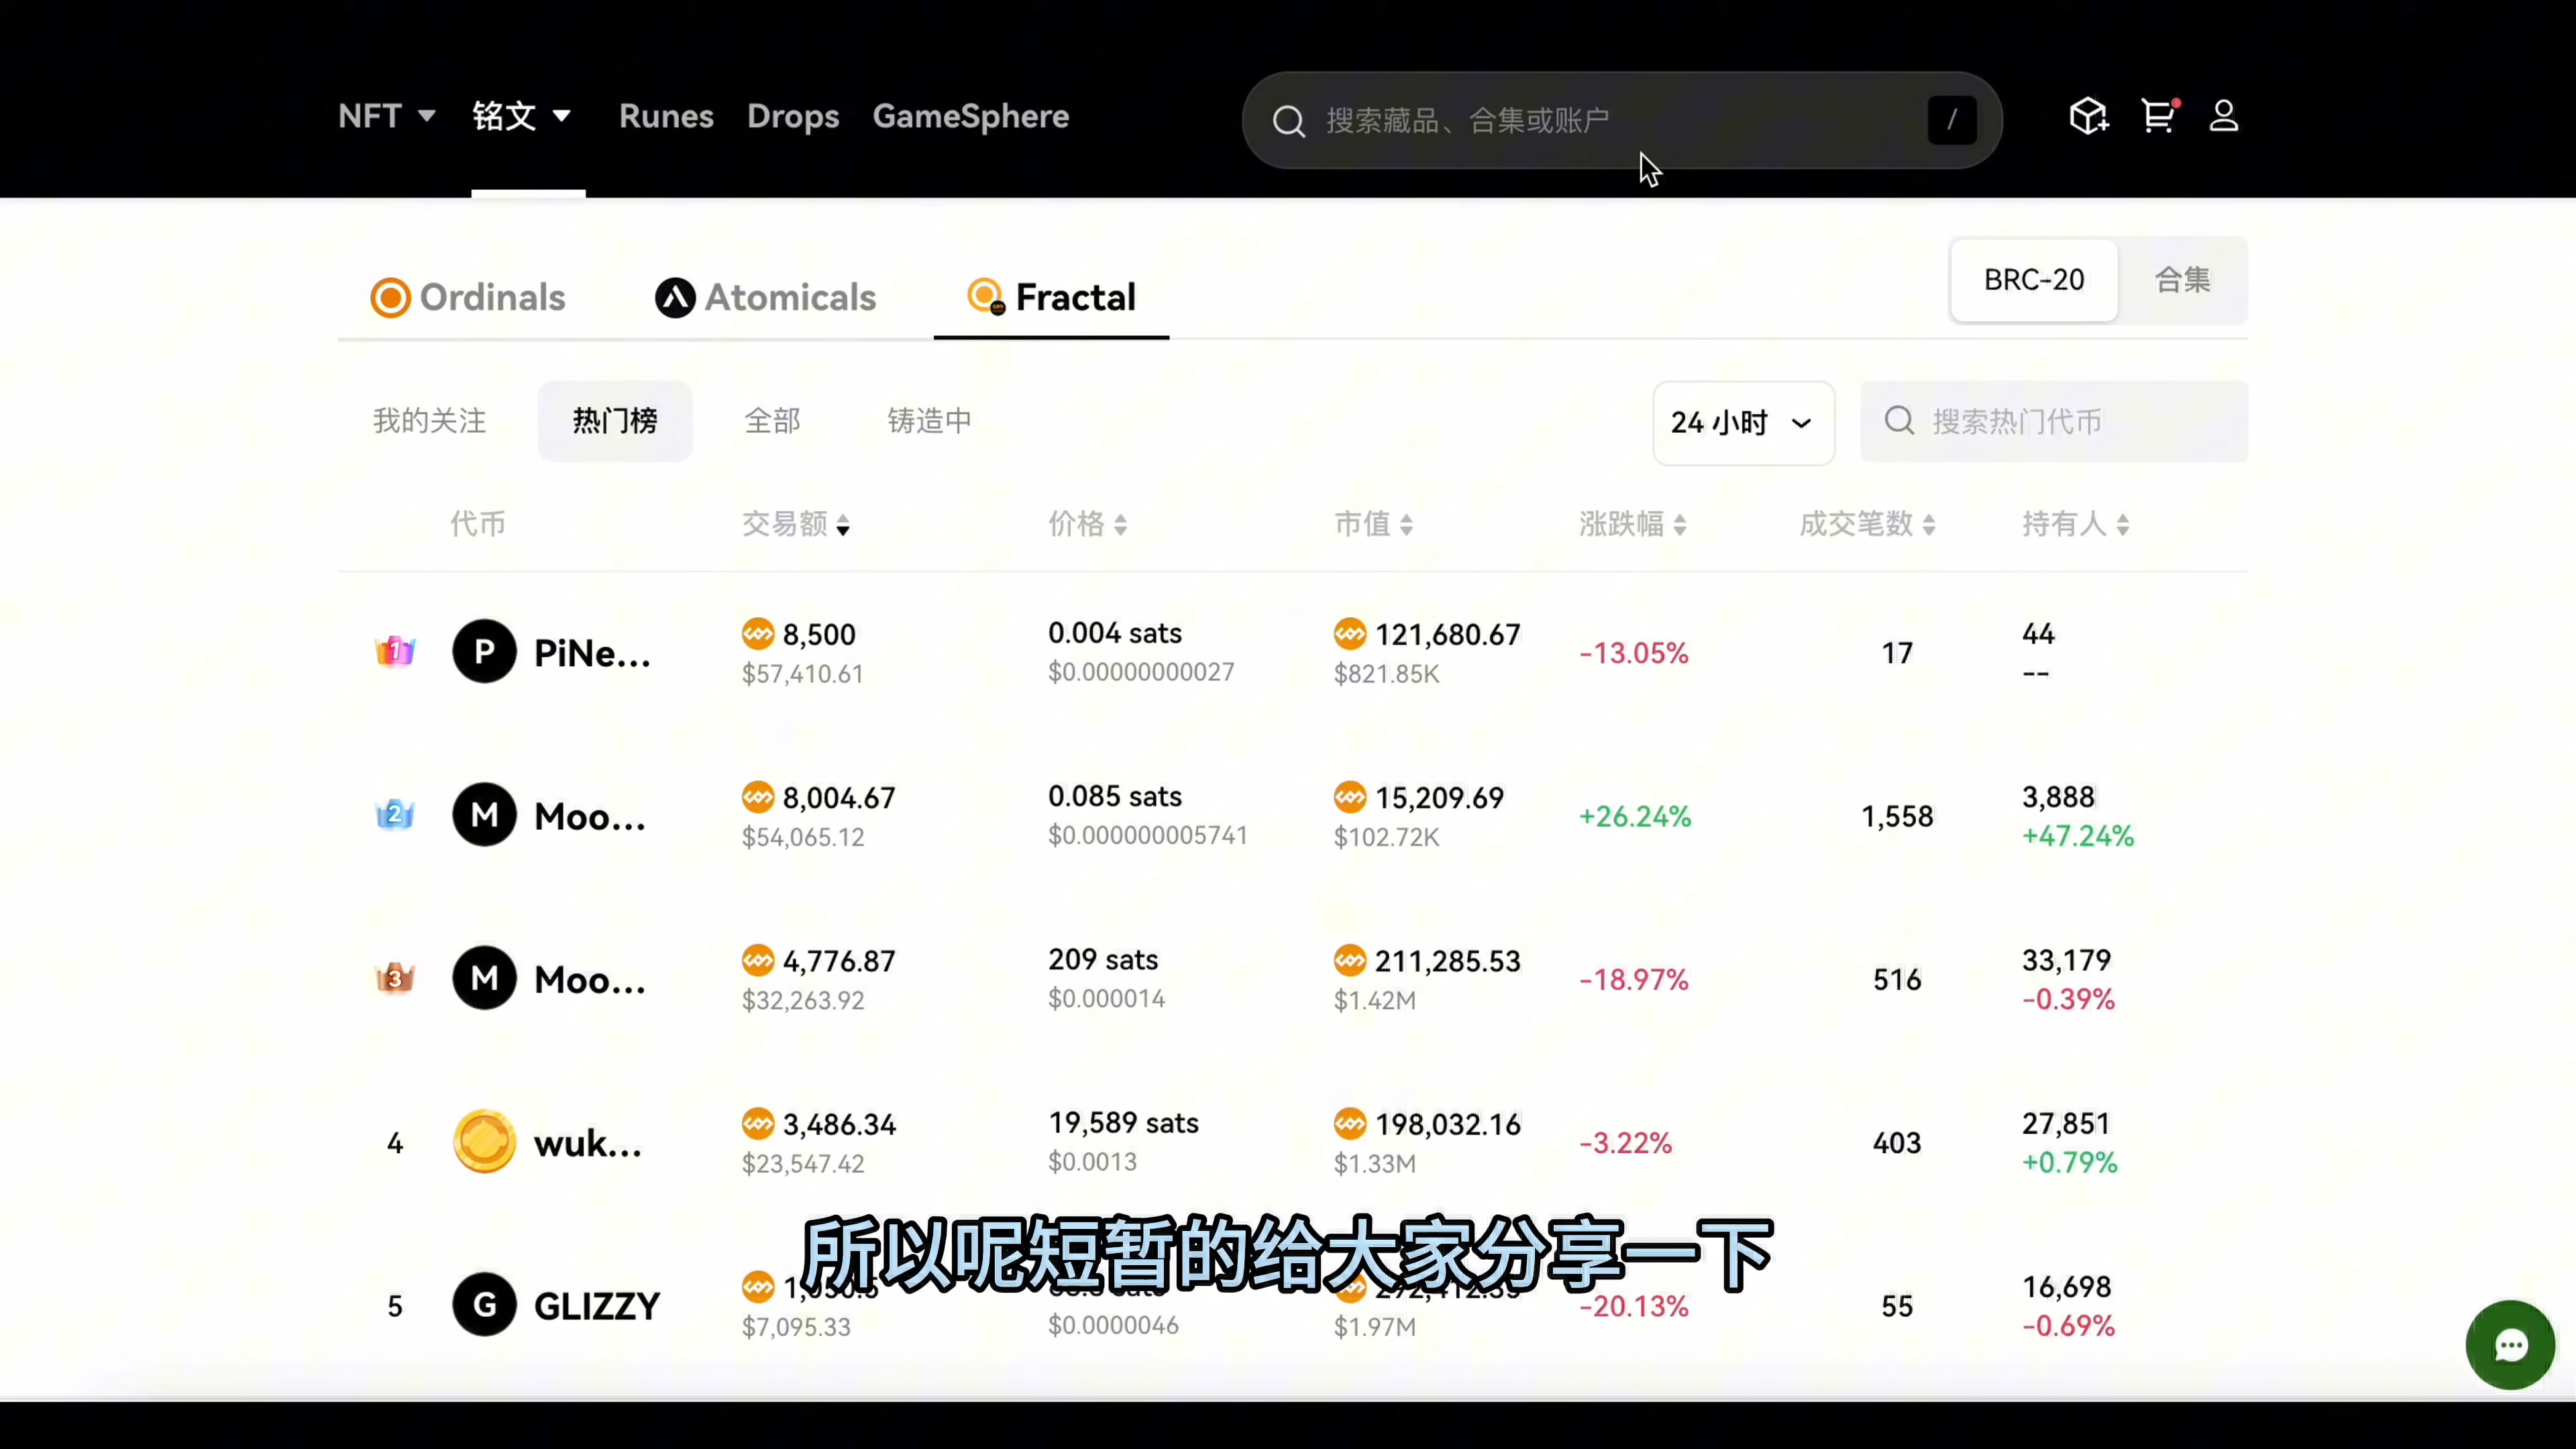 NFT 铭文 Runes Drops GameSphere 搜索藏品、合集或账户 /
Ordinals Atomicals Fractal BRC-20 合集
我的关注 热门榜 全部 铸造中 24 小时 搜索热门代币
代币 交易额 价格 市值 涨跌幅 成交笔数 持有人
1 P PiNe... 8,500 0.004 sats 121,680.67 -13.05% 17 44
$57,410.61 $0.00000000027 $821.85K --
2 M Moo... 8,004.67 0.085 sats 15,209.69 +26.24% 1,558 3,888
$54,065.12 $0.000000005741 $102.72K +47.24%
3 M Moo... 4,776.87 209 sats 211,285.53 -18.97% 516 33,179
$32,263.92 $0.000014 $1.42M -0.39%
4 wuk... 3,486.34 19,589 sats 198,032.16 -3.22% 403 27,851
$23,547.42 $0.0013 $1.33M +0.79%
所以呢短暂的给大家分享一下
5 G GLIZZY -20.13% 55 16,698
$7,095.33 $0.0000046 $1.97M -0.69%